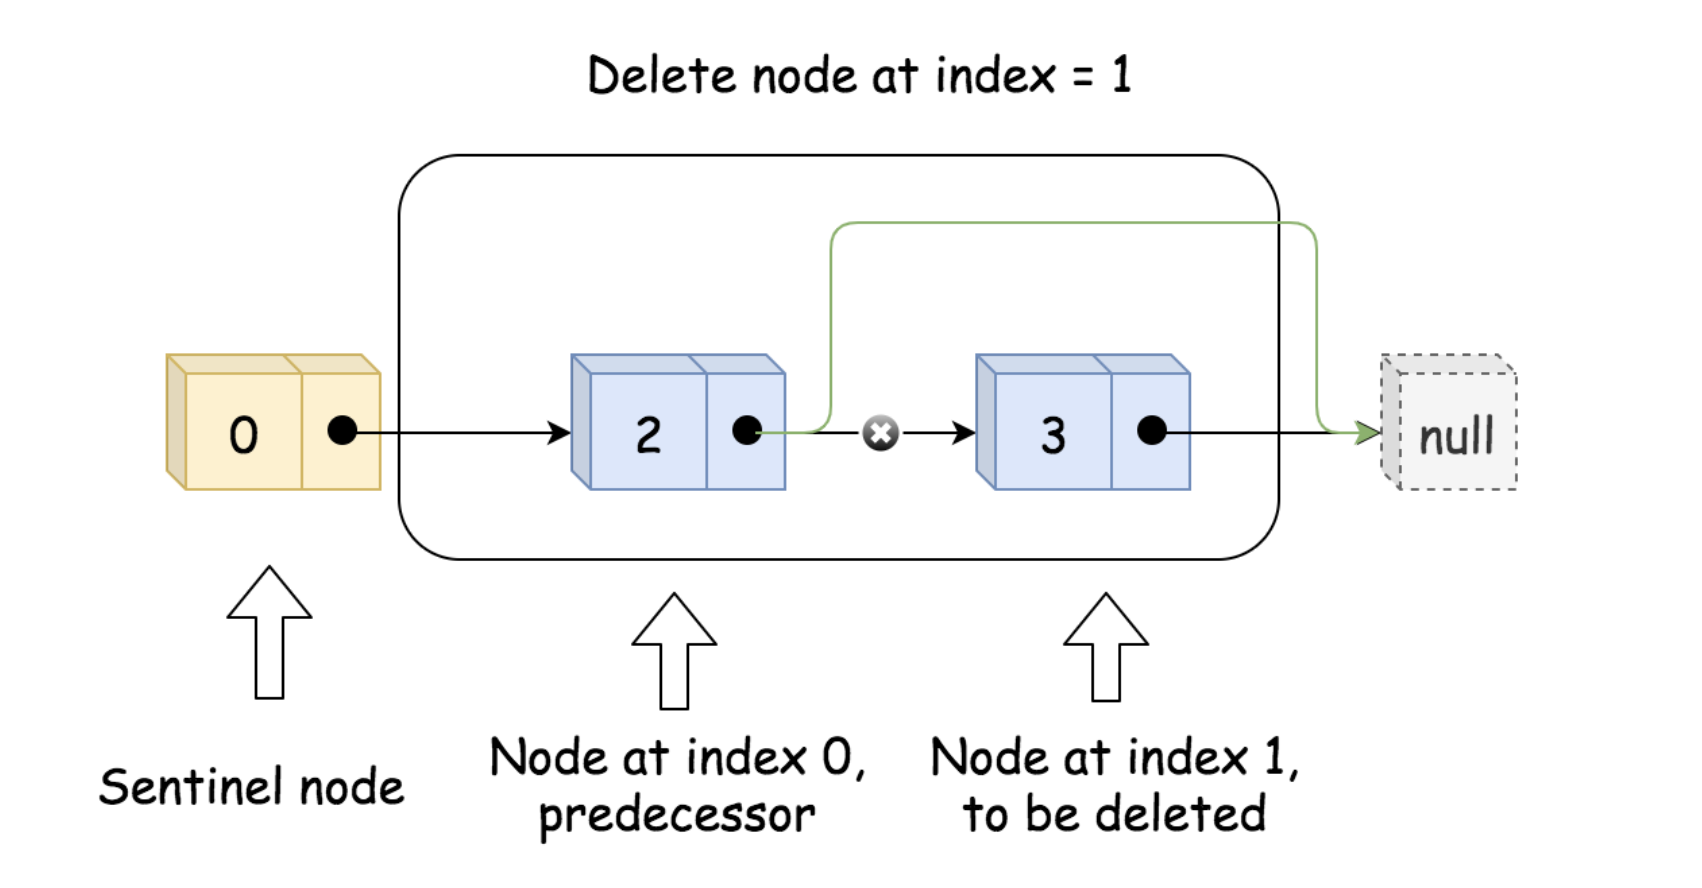 Delete node at index = 1
0
2
3
null
Sentinel node
Node at index 0,
predecessor
Node at index 1,
to be deleted